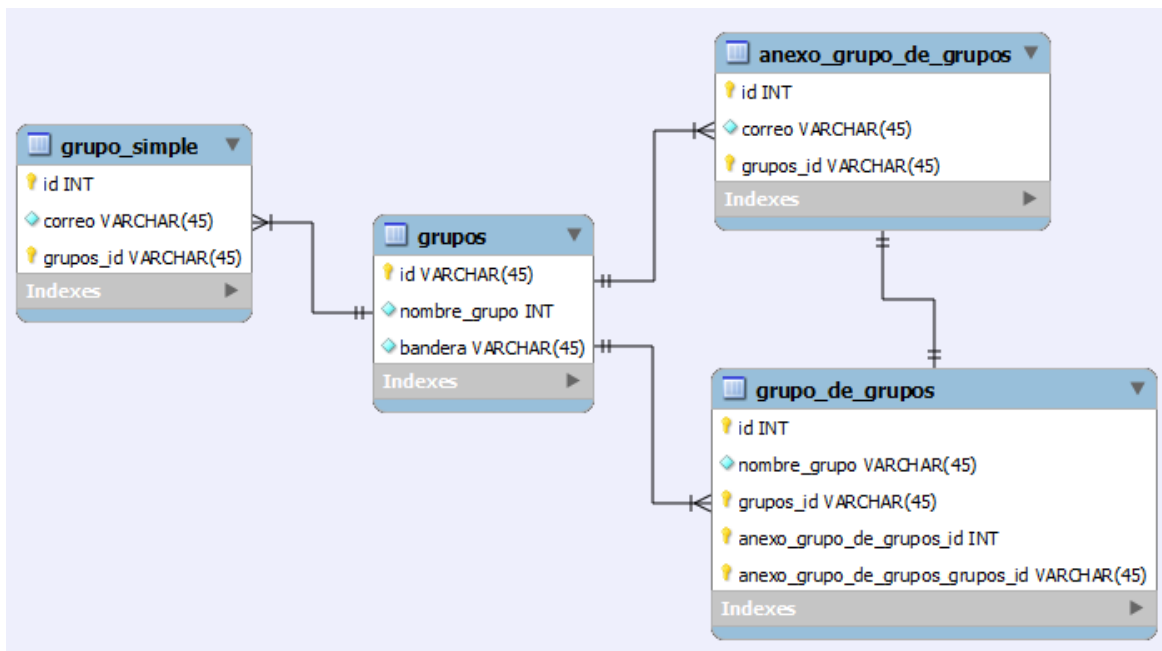 grupo_simple
id INT
correo VARCHAR(45)
grupos_id VARCHAR(45)
Indexes
grupos
id VARCHAR(45)
nombre_grupo INT
bandera VARCHAR(45)
Indexes
anexo_grupo_de_grupos
id INT
correo VARCHAR(45)
grupos_id VARCHAR(45)
Indexes
grupo_de_grupos
id INT
nombre_grupo VARCHAR(45)
grupos_id VARCHAR(45)
anexo_grupo_de_grupos_id INT
anexo_grupo_de_grupos_grupos_id VARCHAR(45)
Indexes